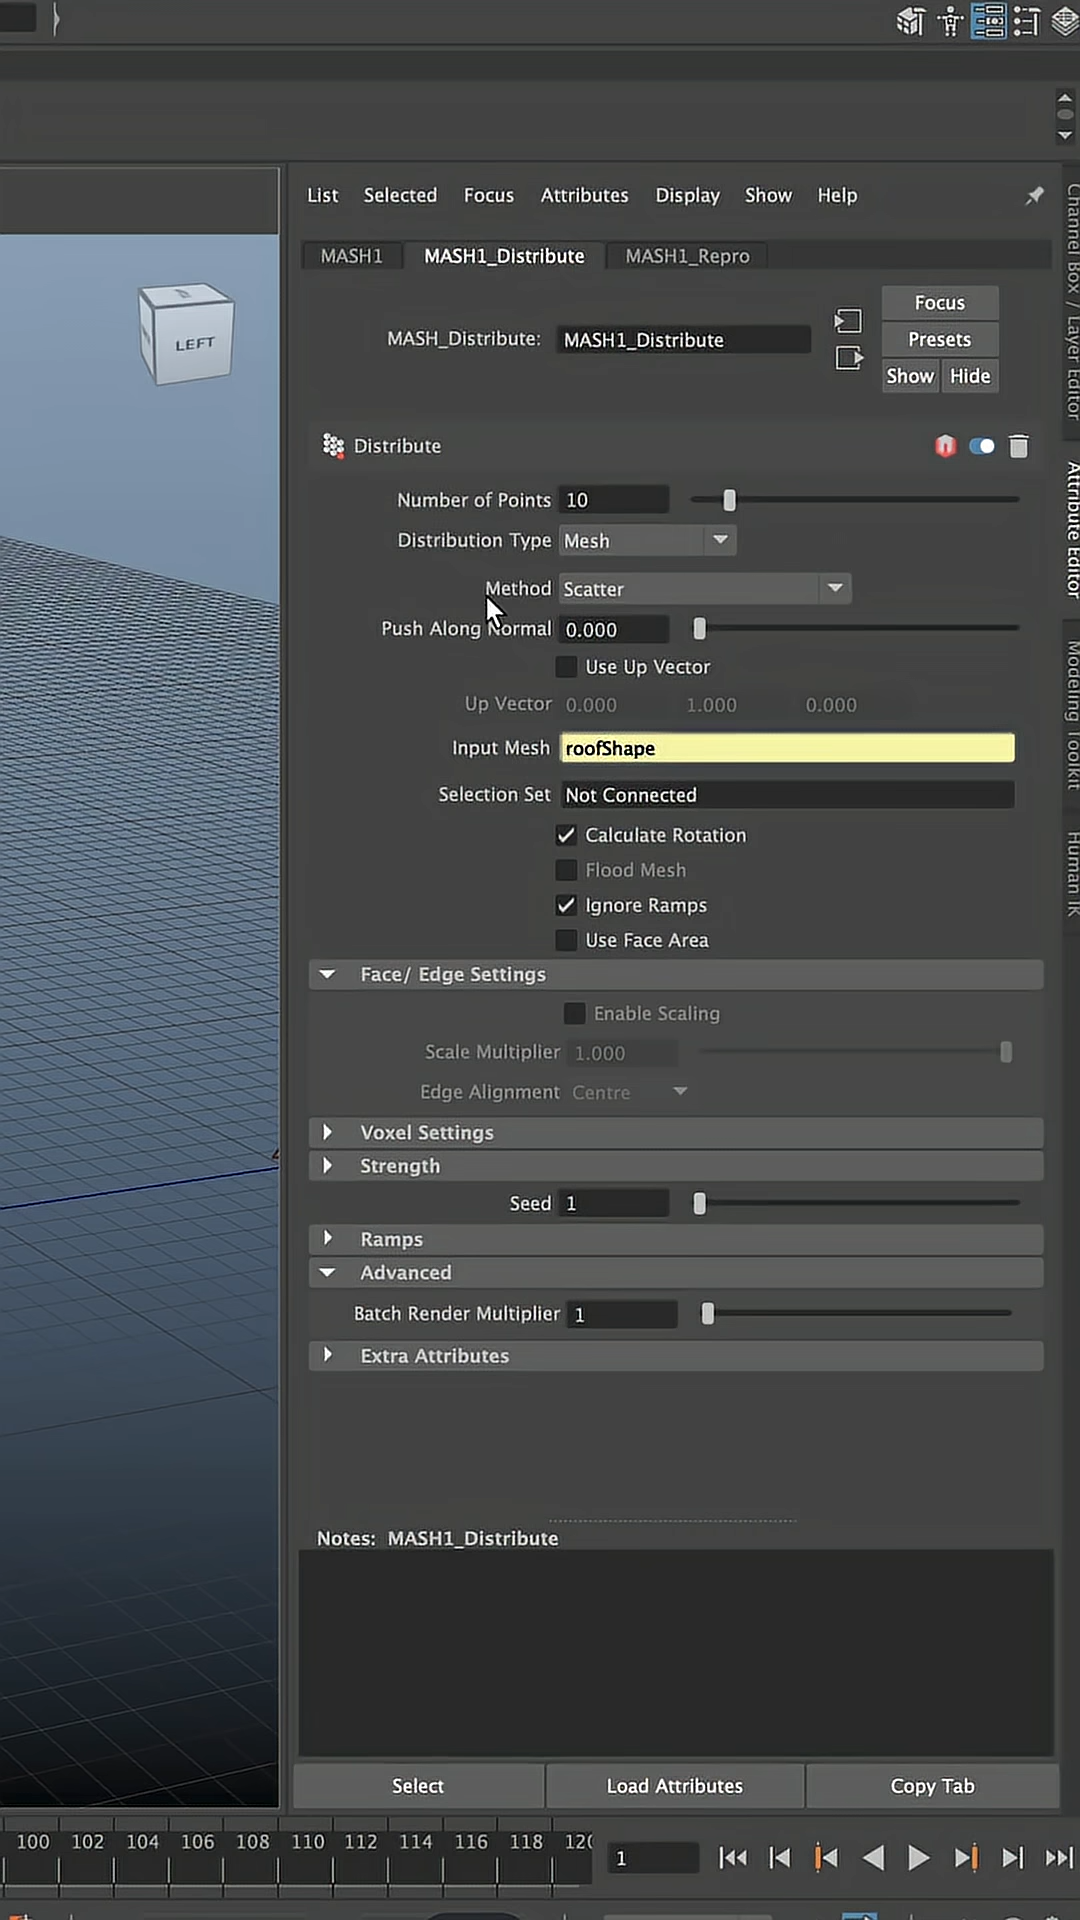 List Selected Focus Attributes Display Show Help
MASH1 MASH1_Distribute MASH1_Repro
Focus
MASH_Distribute: MASH1_Distribute Presets
Show Hide
LEFT
Distribute
Number of Points 10
Distribution Type Mesh
Method Scatter
Push Along Normal 0.000
Use Up Vector
Up Vector 0.000 1.000 0.000
Input Mesh roofShape
Selection Set Not Connected
Calculate Rotation
Flood Mesh
Ignore Ramps
Use Face Area
Face/ Edge Settings
Enable Scaling
Scale Multiplier 1.000
Edge Alignment Centre
Voxel Settings
Strength
Seed 1
Ramps
Advanced
Batch Render Multiplier 1
Extra Attributes
Notes: MASH1_Distribute
Select Load Attributes Copy Tab
100 102 104 106 108 110 112 114 116 118 120 1
Channel Box / Layer Editor
Attribute Editor
Modeling Toolkit
Human IK